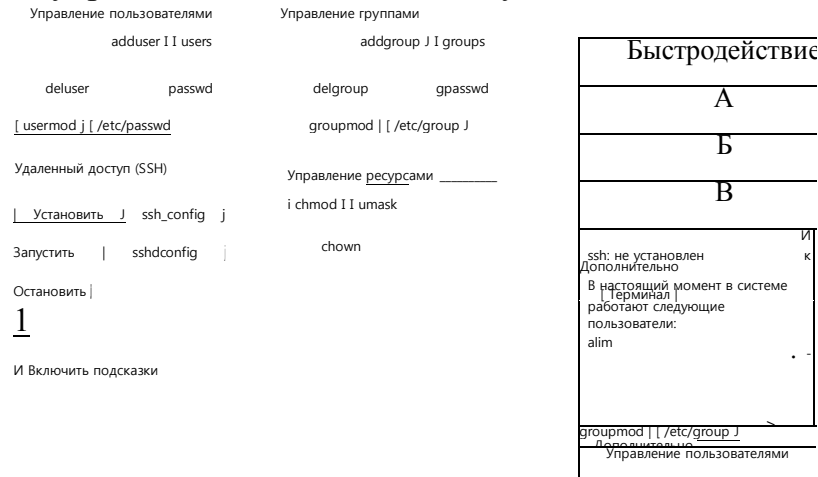 Управление пользователями
adduser I I users
deluser passwd
[ usermod j [ /etc/passwd
Удаленный доступ (SSH)
| Установить J ssh_config j
Запустить | sshdconfig j
Остановить |
1
И Включить подсказки
Управление группами
addgroup J I groups
delgroup gpasswd
groupmod | [ /etc/group J
Управление ресурсами _________
i chmod I I umask
chown
Быстродействие
А
Б
В
И
ssh: не установлен к
Дополнительно
В настоящий момент в системе
[ Терминал |
работают следующие
пользователи:
alim
• -
>
groupmod | [ /etc/group J
Дополнительно
Управление пользователями